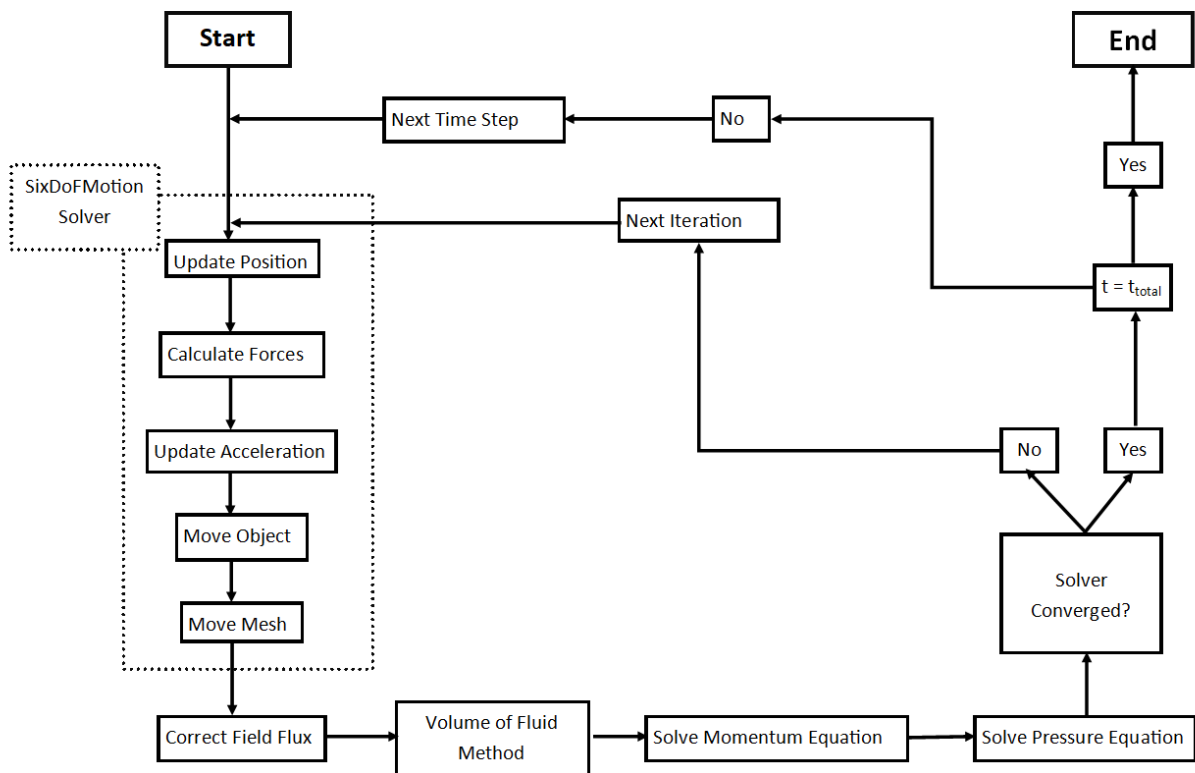 Start
End
Next Time Step
No
Yes
SixDoFMotion
Solver
Next Iteration
Update Position
t = t_total
Calculate Forces
Update Acceleration
No
Yes
Move Object
Solver
Converged?
Move Mesh
Correct Field Flux
Volume of Fluid
Method
Solve Momentum Equation
Solve Pressure Equation